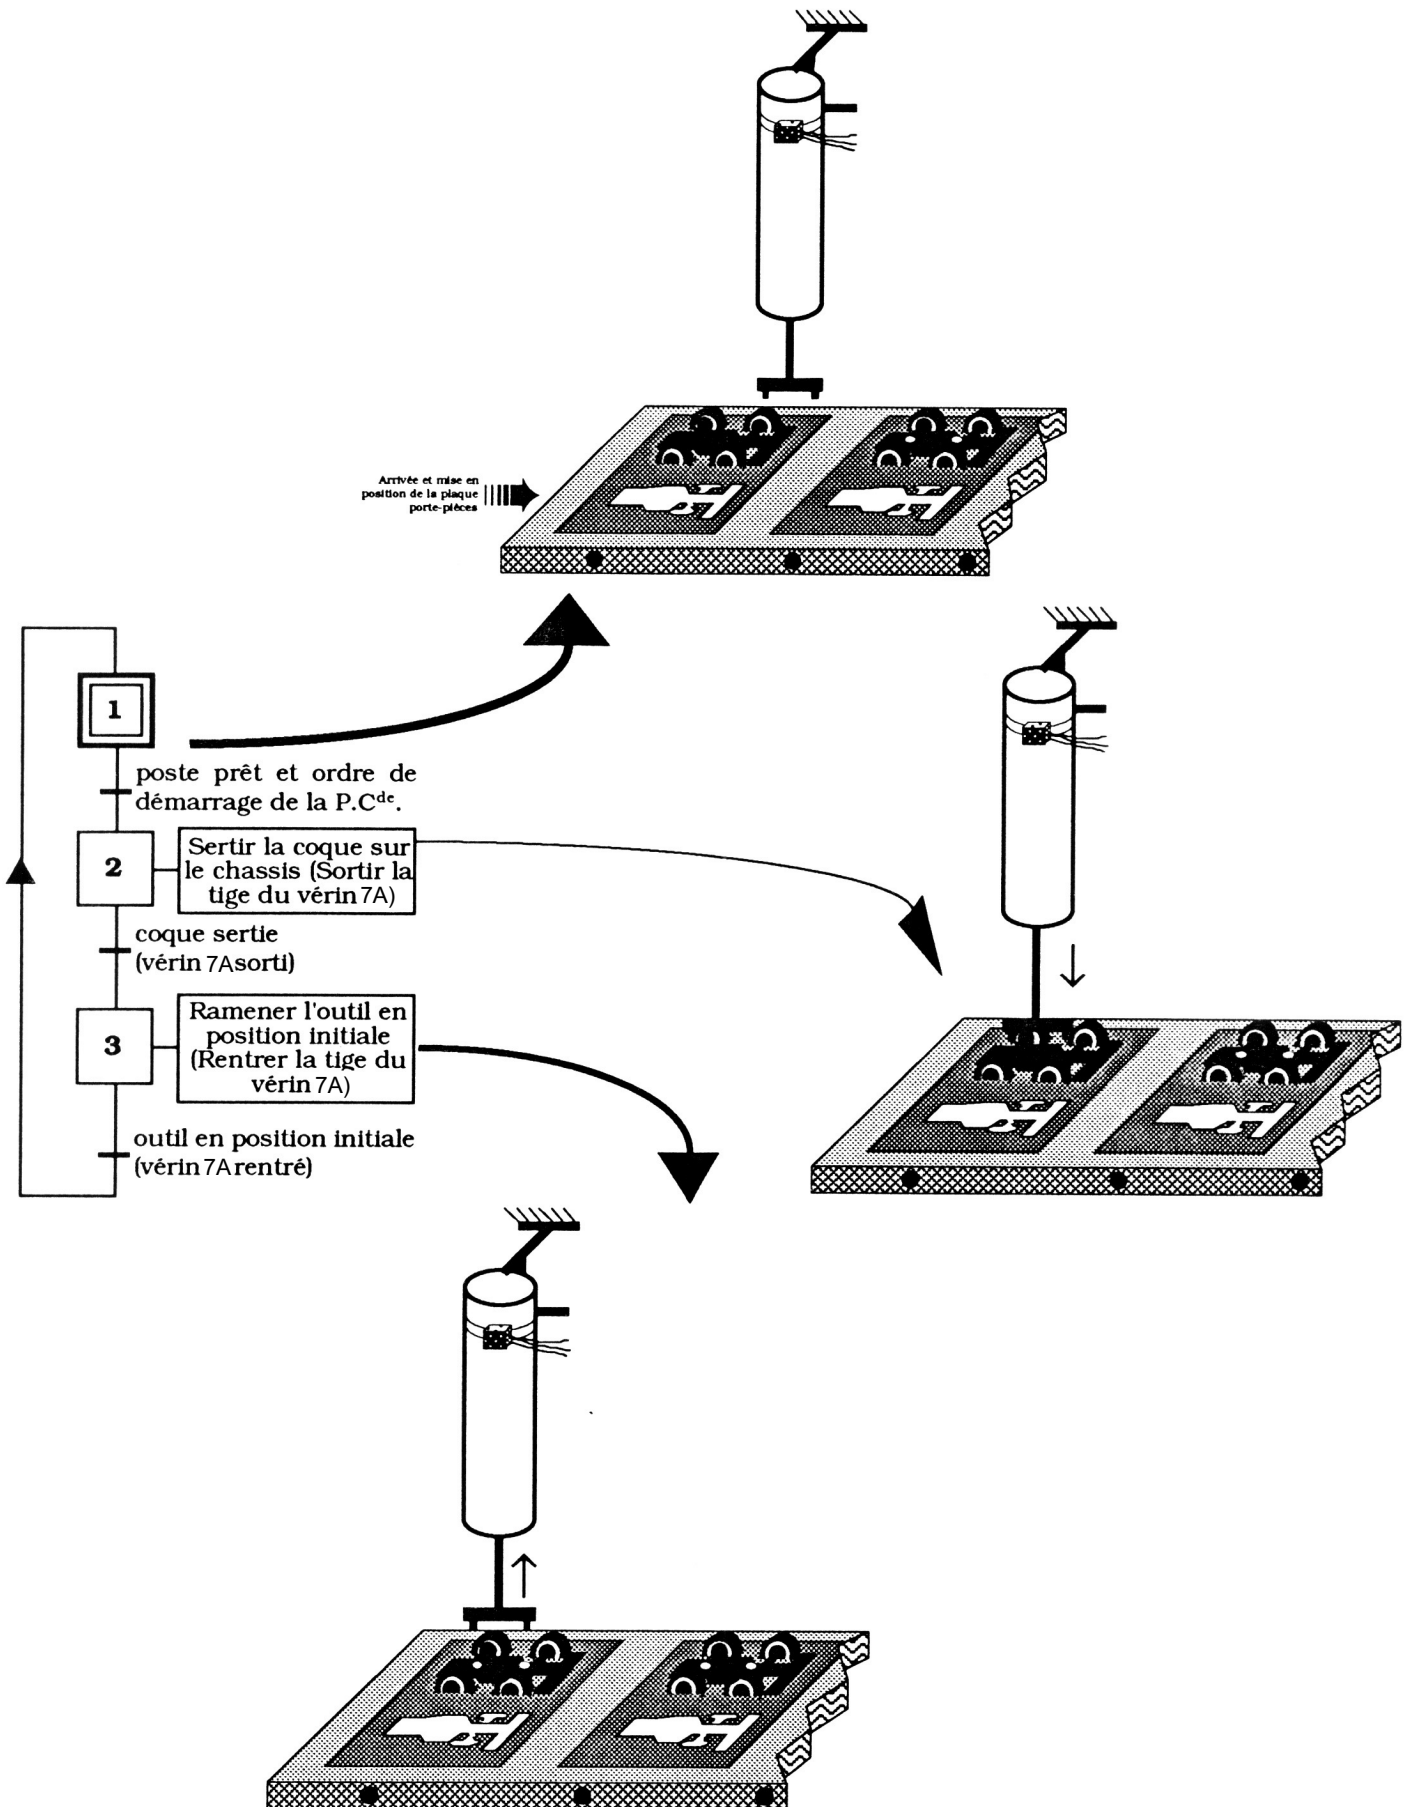 Arrivée et mise en
position de la plaque
porte-pièces
1
poste prêt et ordre de
démarrage de la P.Cde.
2
Sertir la coque sur
le chassis (Sortir la
tige du vérin 7A)
coque sertie
(vérin 7A sorti)
3
Ramener l'outil en
position initiale
(Rentrer la tige du
vérin 7A)
outil en position initiale
(vérin 7A rentré)